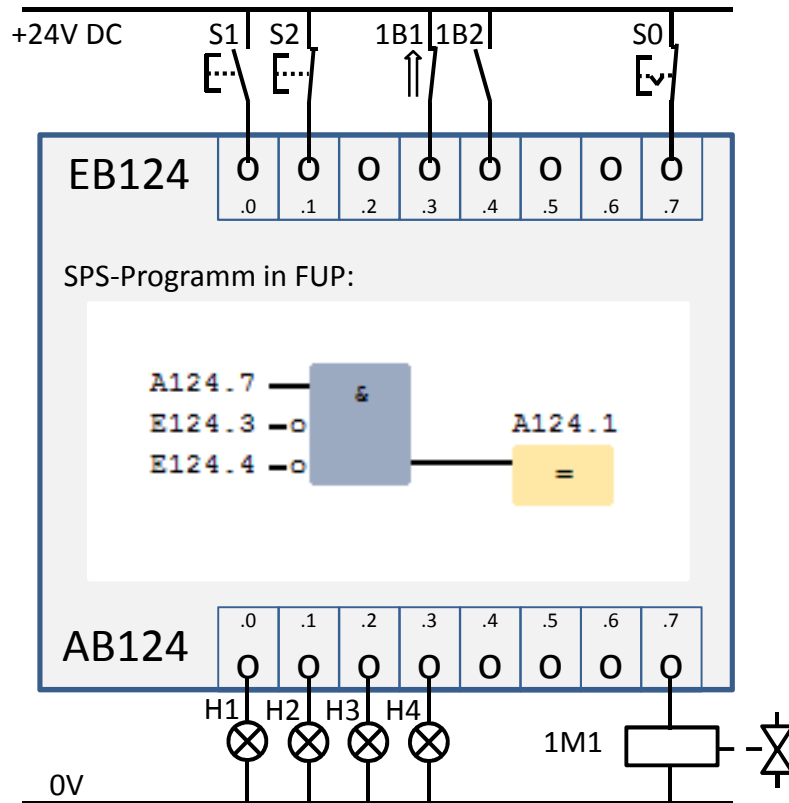 +24V DC S1 S2 1B1 1B2 S0
EB124
O O O O O O O O
.0 .1 .2 .3 .4 .5 .6 .7
SPS-Programm in FUP:
A124.7 &
E124.3 A124.1
E124.4 =
AB124
.0 .1 .2 .3 .4 .5 .6 .7
O O O O O O O O
H1 H2 H3 H4
1M1
0V